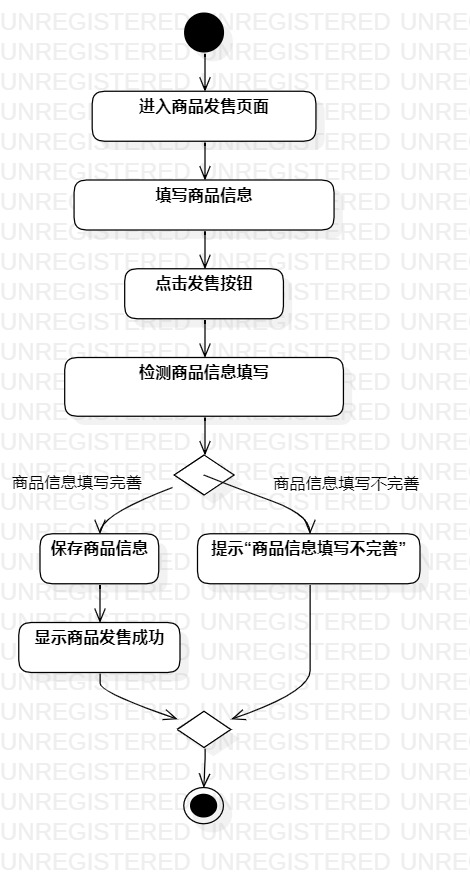 进入商品发售页面
填写商品信息
点击发售按钮
检测商品信息填写
商品信息填写完善
商品信息填写不完善
保存商品信息
提示“商品信息填写不完善”
显示商品发售成功
UNREGISTERED